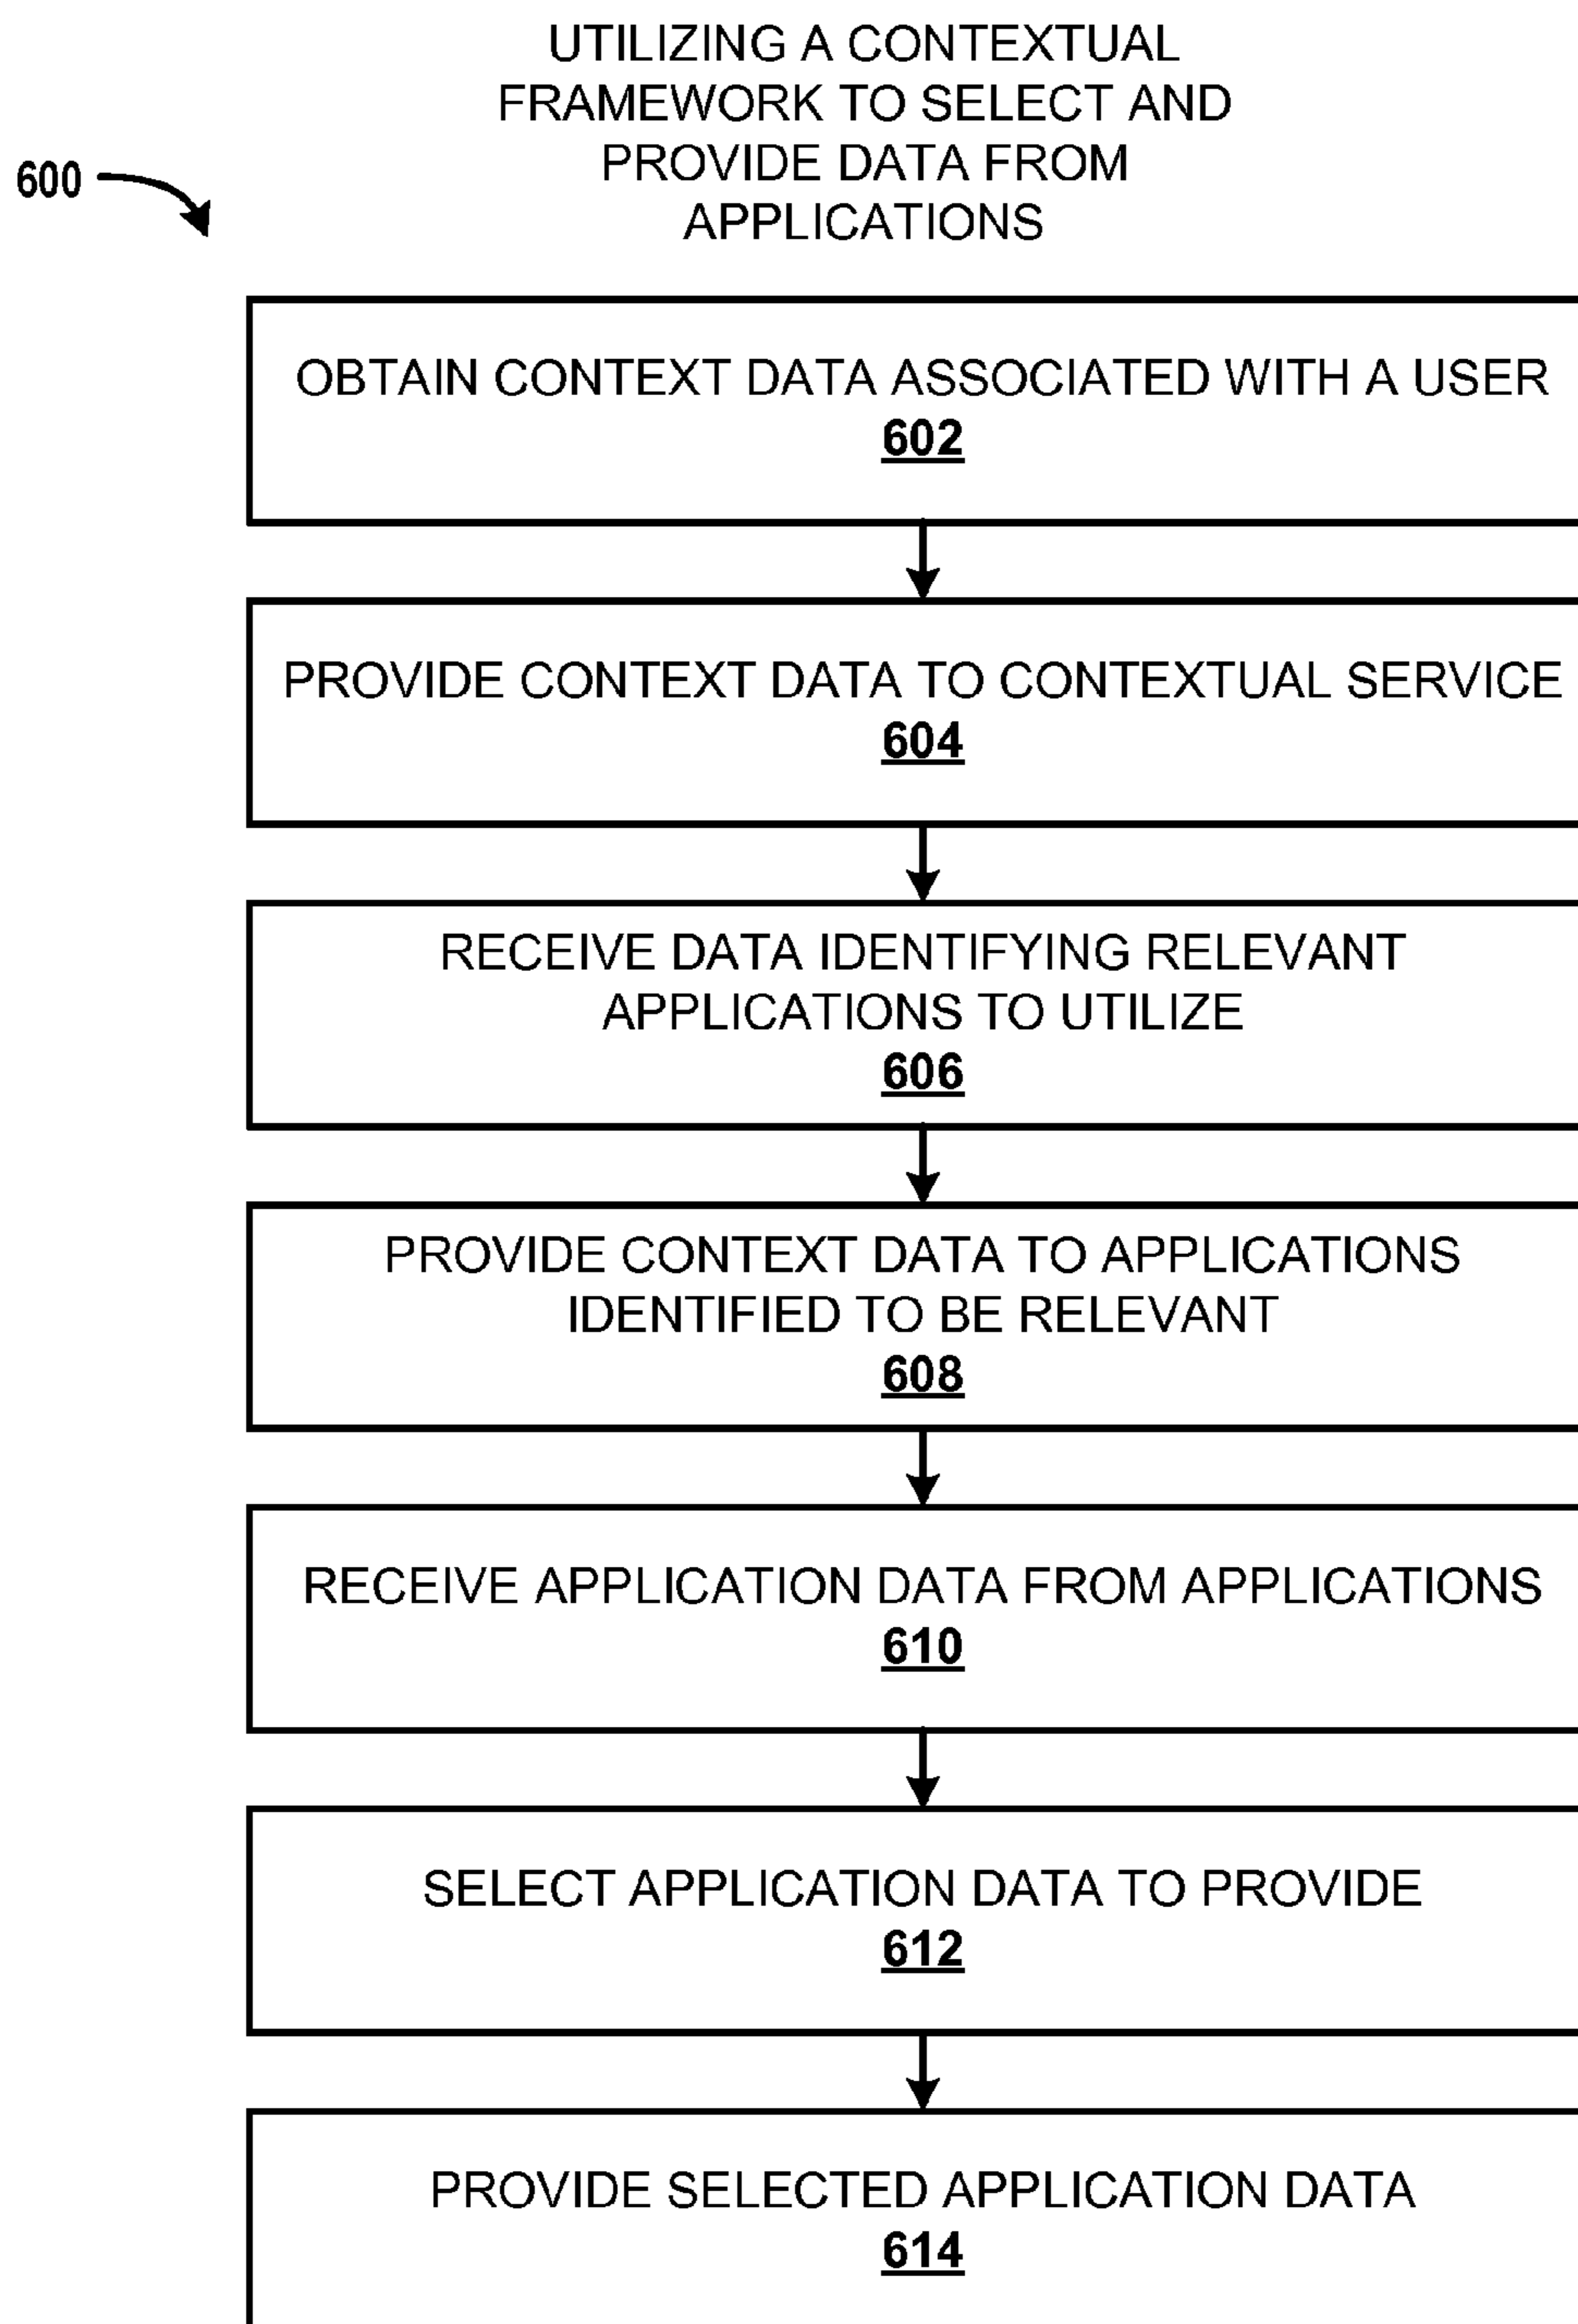 UTILIZING A CONTEXTUAL
FRAMEWORK TO SELECT AND
PROVIDE DATA FROM
APPLICATIONS
600
OBTAIN CONTEXT DATA ASSOCIATED WITH A USER
602
PROVIDE CONTEXT DATA TO CONTEXTUAL SERVICE
604
RECEIVE DATA IDENTIFYING RELEVANT
APPLICATIONS TO UTILIZE
606
PROVIDE CONTEXT DATA TO APPLICATIONS
IDENTIFIED TO BE RELEVANT
608
RECEIVE APPLICATION DATA FROM APPLICATIONS
610
SELECT APPLICATION DATA TO PROVIDE
612
PROVIDE SELECTED APPLICATION DATA
614